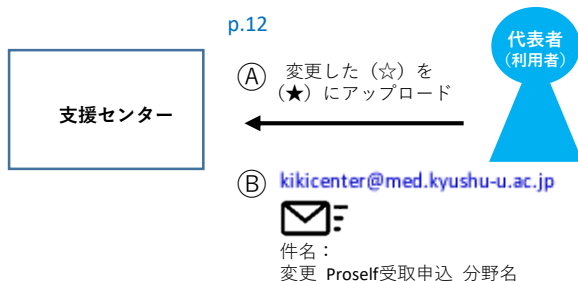 p.12
代表者
(利用者)
支援センター
Ⓐ 変更した（☆）を
（★）にアップロード
Ⓑ kikicenter@med.kyushu-u.ac.jp
件名：
変更_Proself受取申込_分野名